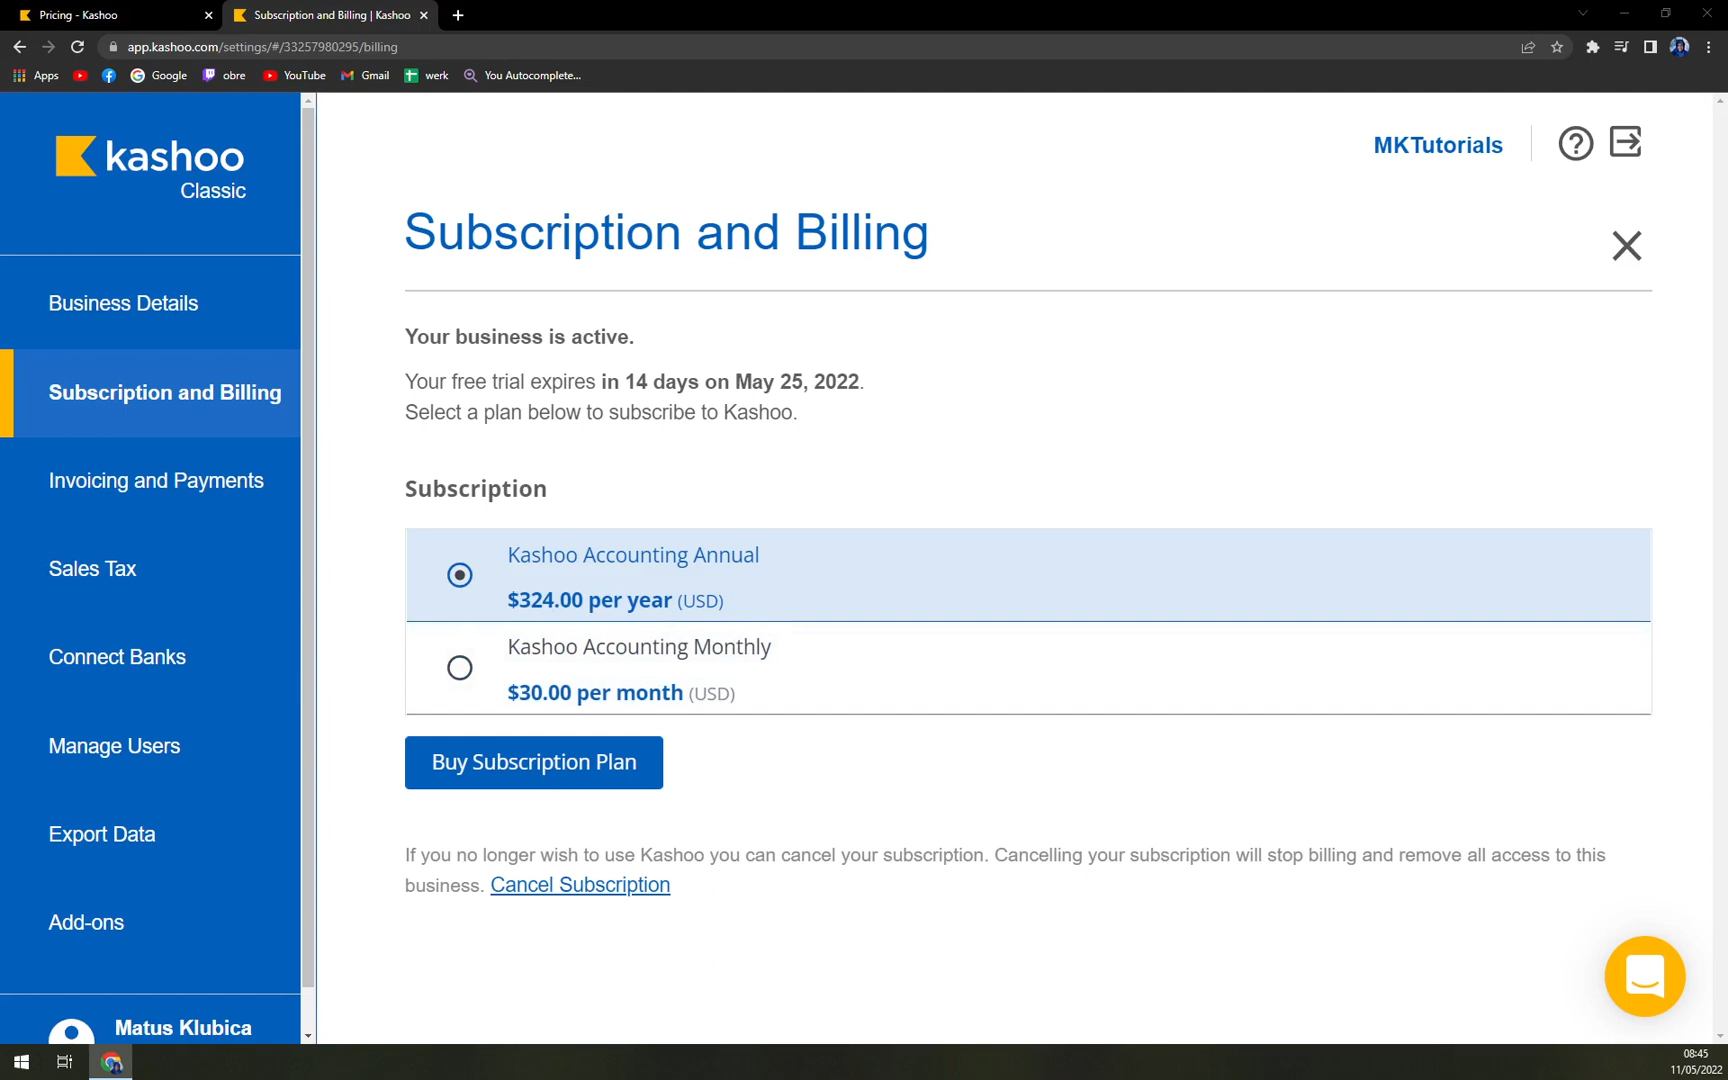 Pricing - Kashoo
Subscription and Billing | Kashoo
app.kashoo.com/settings/#/33257980295/billing
Apps
Google
obre
YouTube
Gmail
werk
You Autocomplete...
kashoo
Classic
Business Details
Subscription and Billing
Invoicing and Payments
Sales Tax
Connect Banks
Manage Users
Export Data
Add-ons
Matus Klubica
MKTutorials
Subscription and Billing
Your business is active.
Your free trial expires in 14 days on May 25, 2022.
Select a plan below to subscribe to Kashoo.
Subscription
Kashoo Accounting Annual
$324.00 per year (USD)
Kashoo Accounting Monthly
$30.00 per month (USD)
Buy Subscription Plan
If you no longer wish to use Kashoo you can cancel your subscription. Cancelling your subscription will stop billing and remove all access to this
business. Cancel Subscription
08:45
11/05/2022